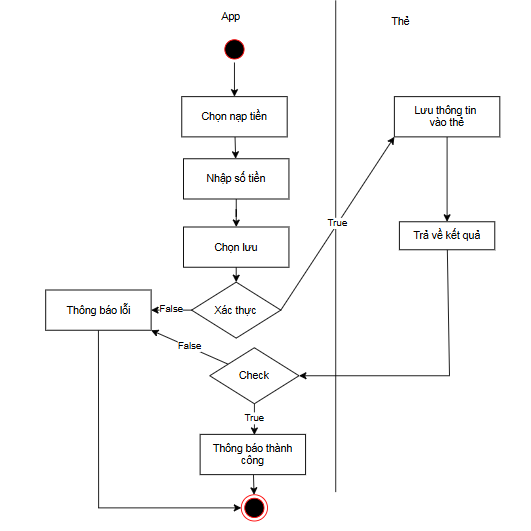 App
Thẻ
Chọn nạp tiền
Lưu thông tin
vào thẻ
Nhập số tiền
True
Trả về kết quả
Chọn lưu
Xác thực
False
Thông báo lỗi
False
Check
True
Thông báo thành
công